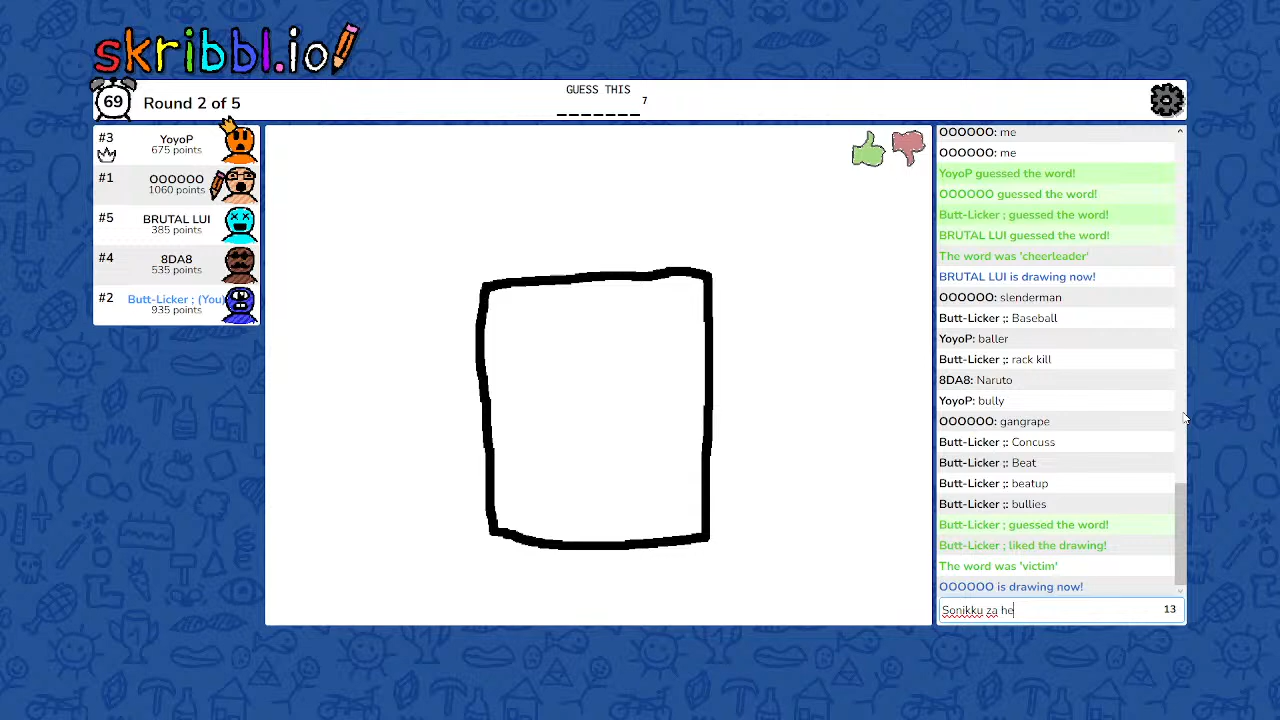 skribbl.io
69
Round 2 of 5
GUESS THIS
_______ 7
#3 YoyoP
675 points
#1 OOOOOO
1060 points
#5 BRUTAL LUI
385 points
#4 8DA8
535 points
#2 Butt-Licker ; (You)
935 points
OOOOOO: me
OOOOOO: me
YoyoP guessed the word!
OOOOOO guessed the word!
Butt-Licker ; guessed the word!
BRUTAL LUI guessed the word!
The word was 'cheerleader'
BRUTAL LUI is drawing now!
OOOOOO: slenderman
Butt-Licker ;: Baseball
YoyoP: baller
Butt-Licker ;: rack kill
8DA8: Naruto
YoyoP: bully
OOOOOO: gangrape
Butt-Licker ;: Concuss
Butt-Licker ;: Beat
Butt-Licker ;: beatup
Butt-Licker ;: bullies
Butt-Licker ; guessed the word!
Butt-Licker ; liked the drawing!
The word was 'victim'
OOOOOO is drawing now!
Sonikku za he 13